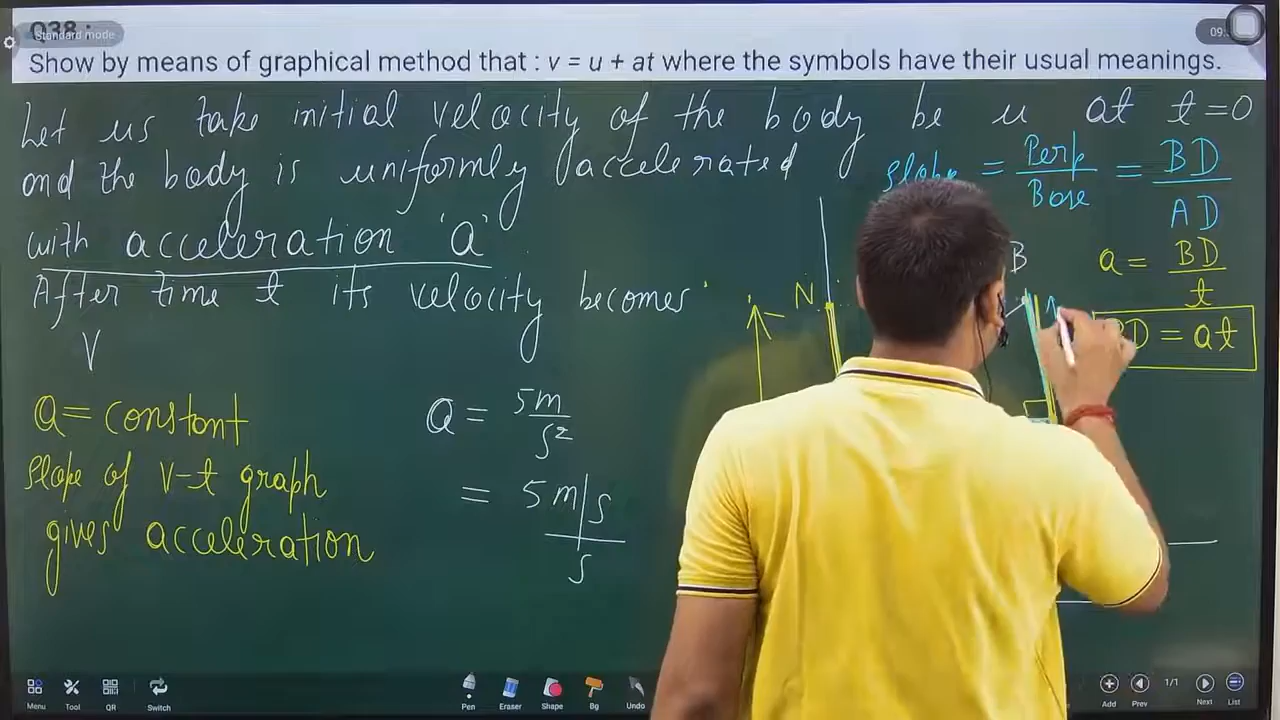 Q38 :
Standard mode
09:
Show by means of graphical method that : v = u + at where the symbols have their usual meanings.
Let us take initial velocity of the body be u at t=0
and the body is uniformly accelerated
with acceleration 'a'
After time t its velocity becomes
v
a = constant
slope of v-t graph
gives acceleration
a = 5m/s²
= 5 m/s / s
slope = Perp/Base = BD/AD
a = BD/t
BD = at
N
B
Menu Tool QR Switch Pen Eraser Shape Bg Undo Add Prev 1/1 Next List